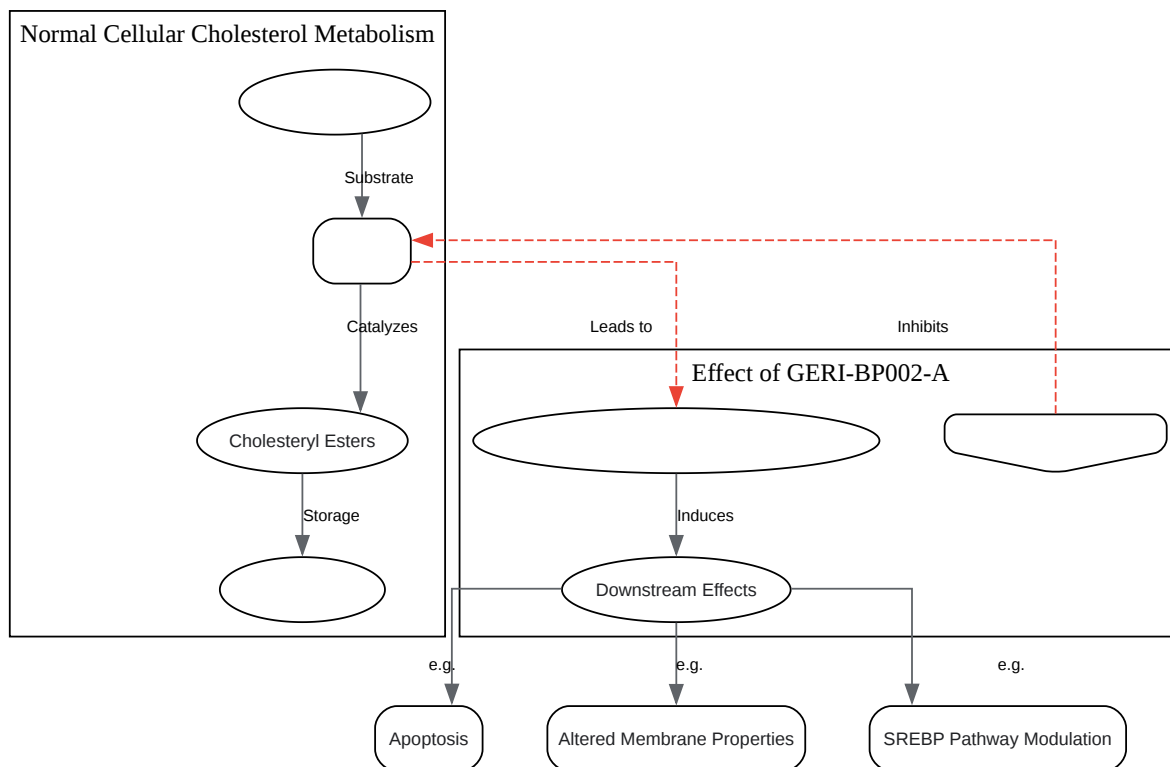 Normal Cellular Cholesterol Metabolism
Substrate
Catalyzes
Leads to
Inhibits
Effect of GERI-BP002-A
Cholesteryl Esters
Storage
Induces
Downstream Effects
e.g.
e.g.
e.g.
Apoptosis
Altered Membrane Properties
SREBP Pathway Modulation